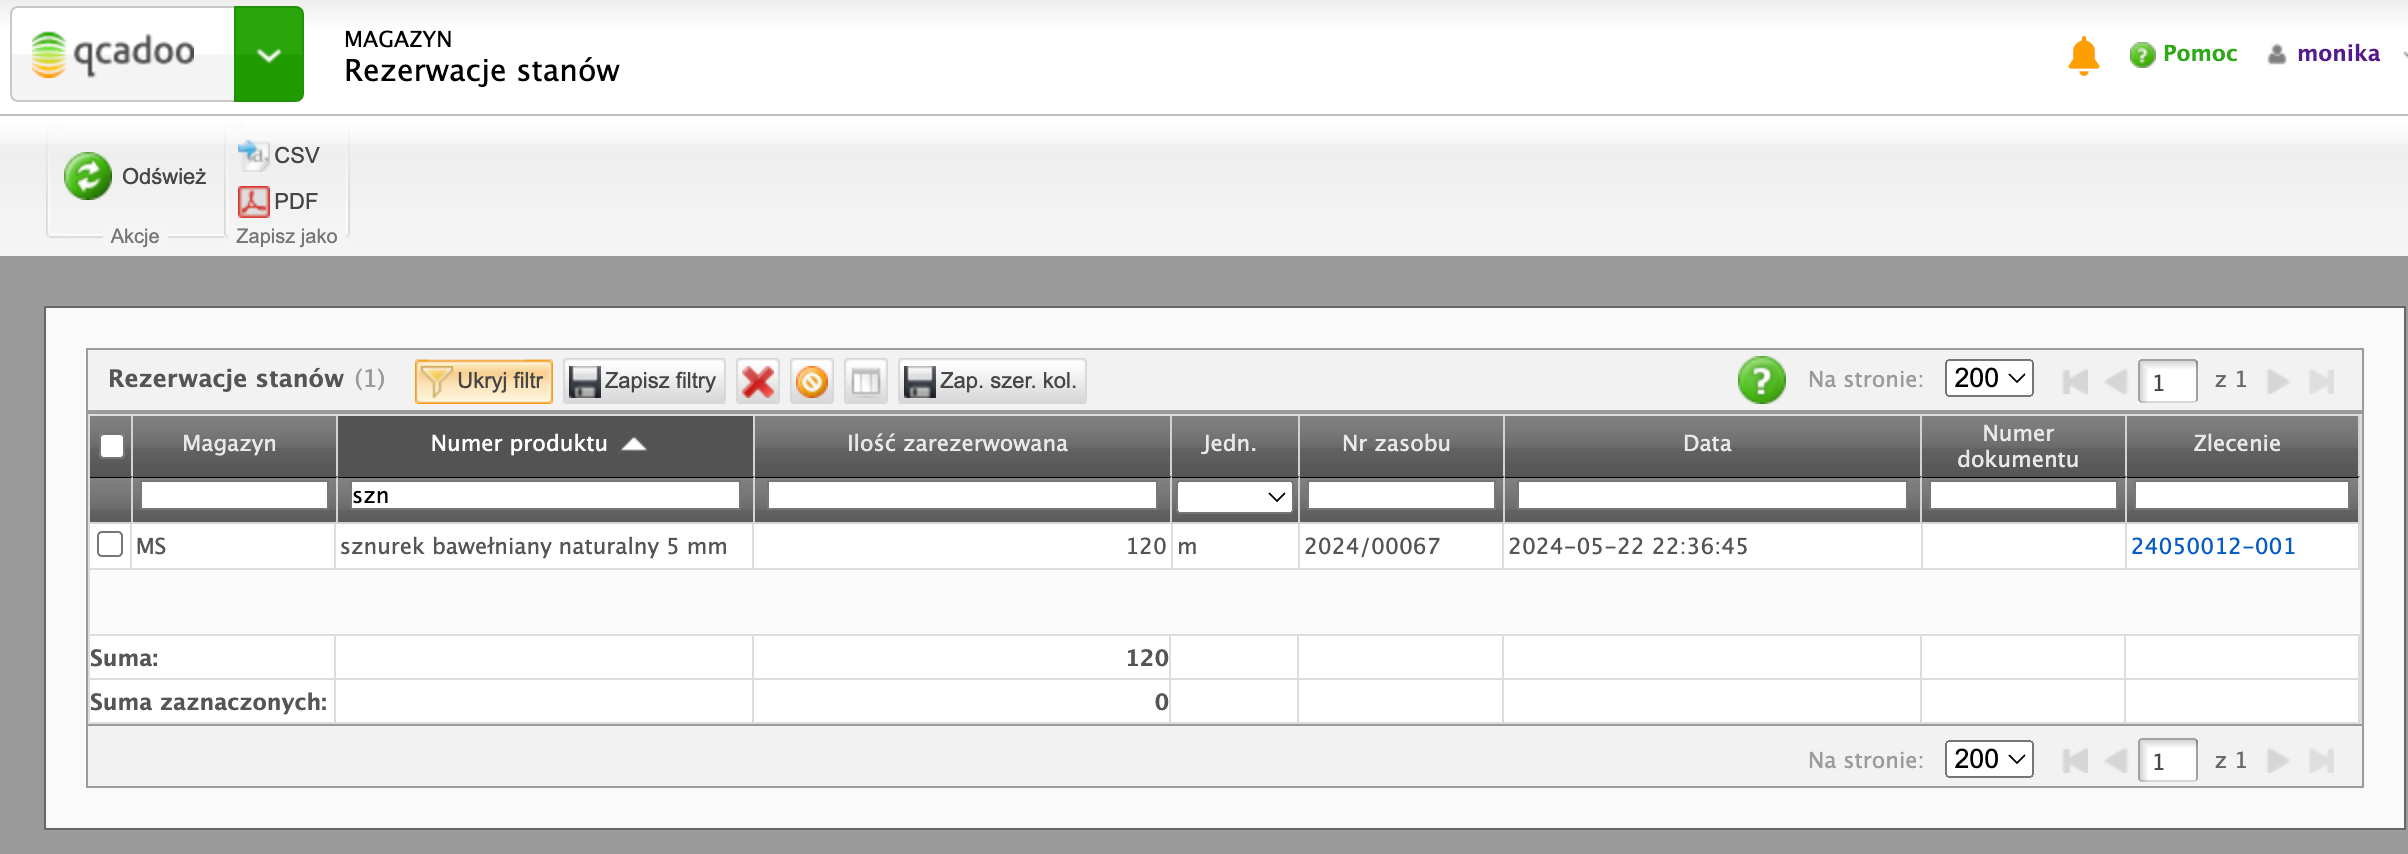 qcadoo
MAGAZYN
Rezerwacje stanów
Pomoc
monika
Odśwież
CSV
PDF
Akcje
Zapisz jako
Rezerwacje stanów (1)
Ukryj filtr
Zapisz filtry
Zap. szer. kol.
?
Na stronie: 200
1 z 1
Magazyn
Numer produktu
Ilość zarezerwowana
Jedn.
Nr zasobu
Data
Numer
dokumentu
Zlecenie
szn
MS sznurek bawełniany naturalny 5 mm 120 m 2024/00067 2024-05-22 22:36:45 24050012-001
Suma: 120
Suma zaznaczonych: 0
Na stronie: 200
1 z 1